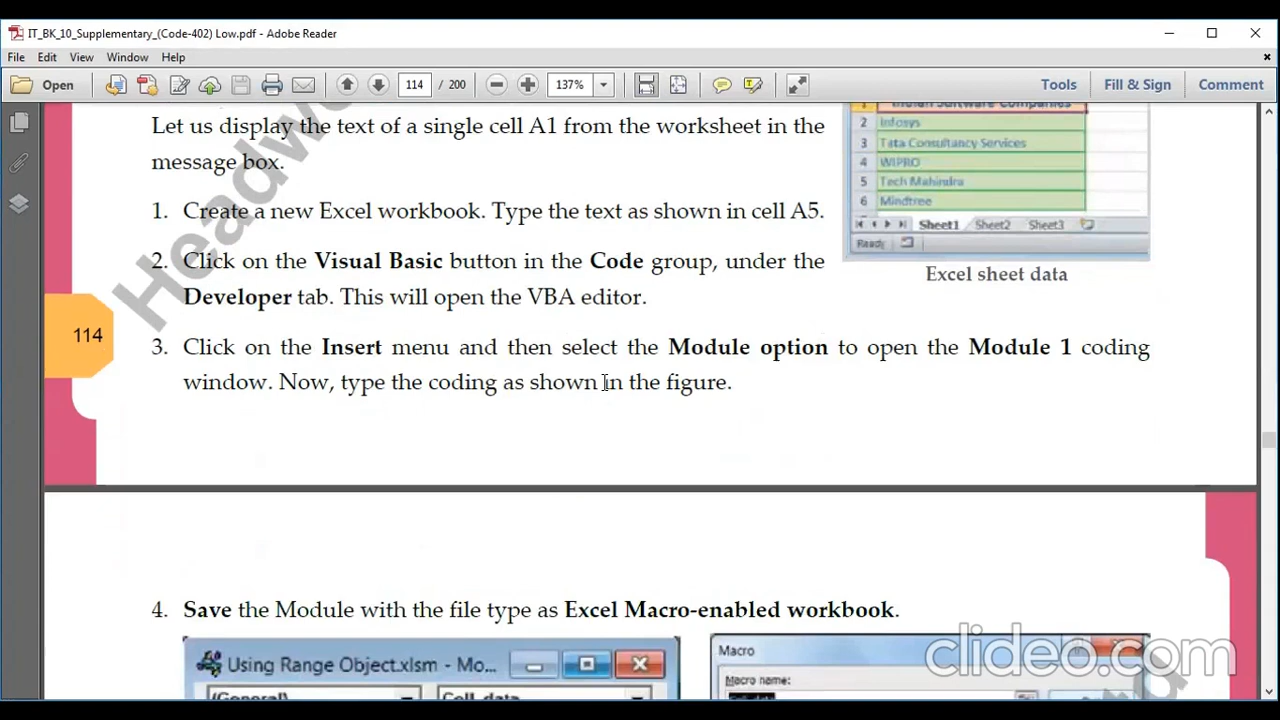 IT_BK_10_Supplementary_(Code-402) Low.pdf - Adobe Reader
File Edit View Window Help
Open 114 / 200 137% Tools Fill & Sign Comment
Let us display the text of a single cell A1 from the worksheet in the
message box.
1 Indian Software Companies
2 Infosys
3 Tata Consultancy Services
4 WIPRO
5 Tech Mahindra
6 Mindtree
Sheet1 Sheet2 Sheet3
Ready
Excel sheet data
1. Create a new Excel workbook. Type the text as shown in cell A5.
2. Click on the Visual Basic button in the Code group, under the
Developer tab. This will open the VBA editor.
114
3. Click on the Insert menu and then select the Module option to open the Module 1 coding
window. Now, type the coding as shown in the figure.
4. Save the Module with the file type as Excel Macro-enabled workbook.
Using Range Object.xlsm - Mo...
(General) Cell_data
Macro
Macro name:
Headw
clideo.com